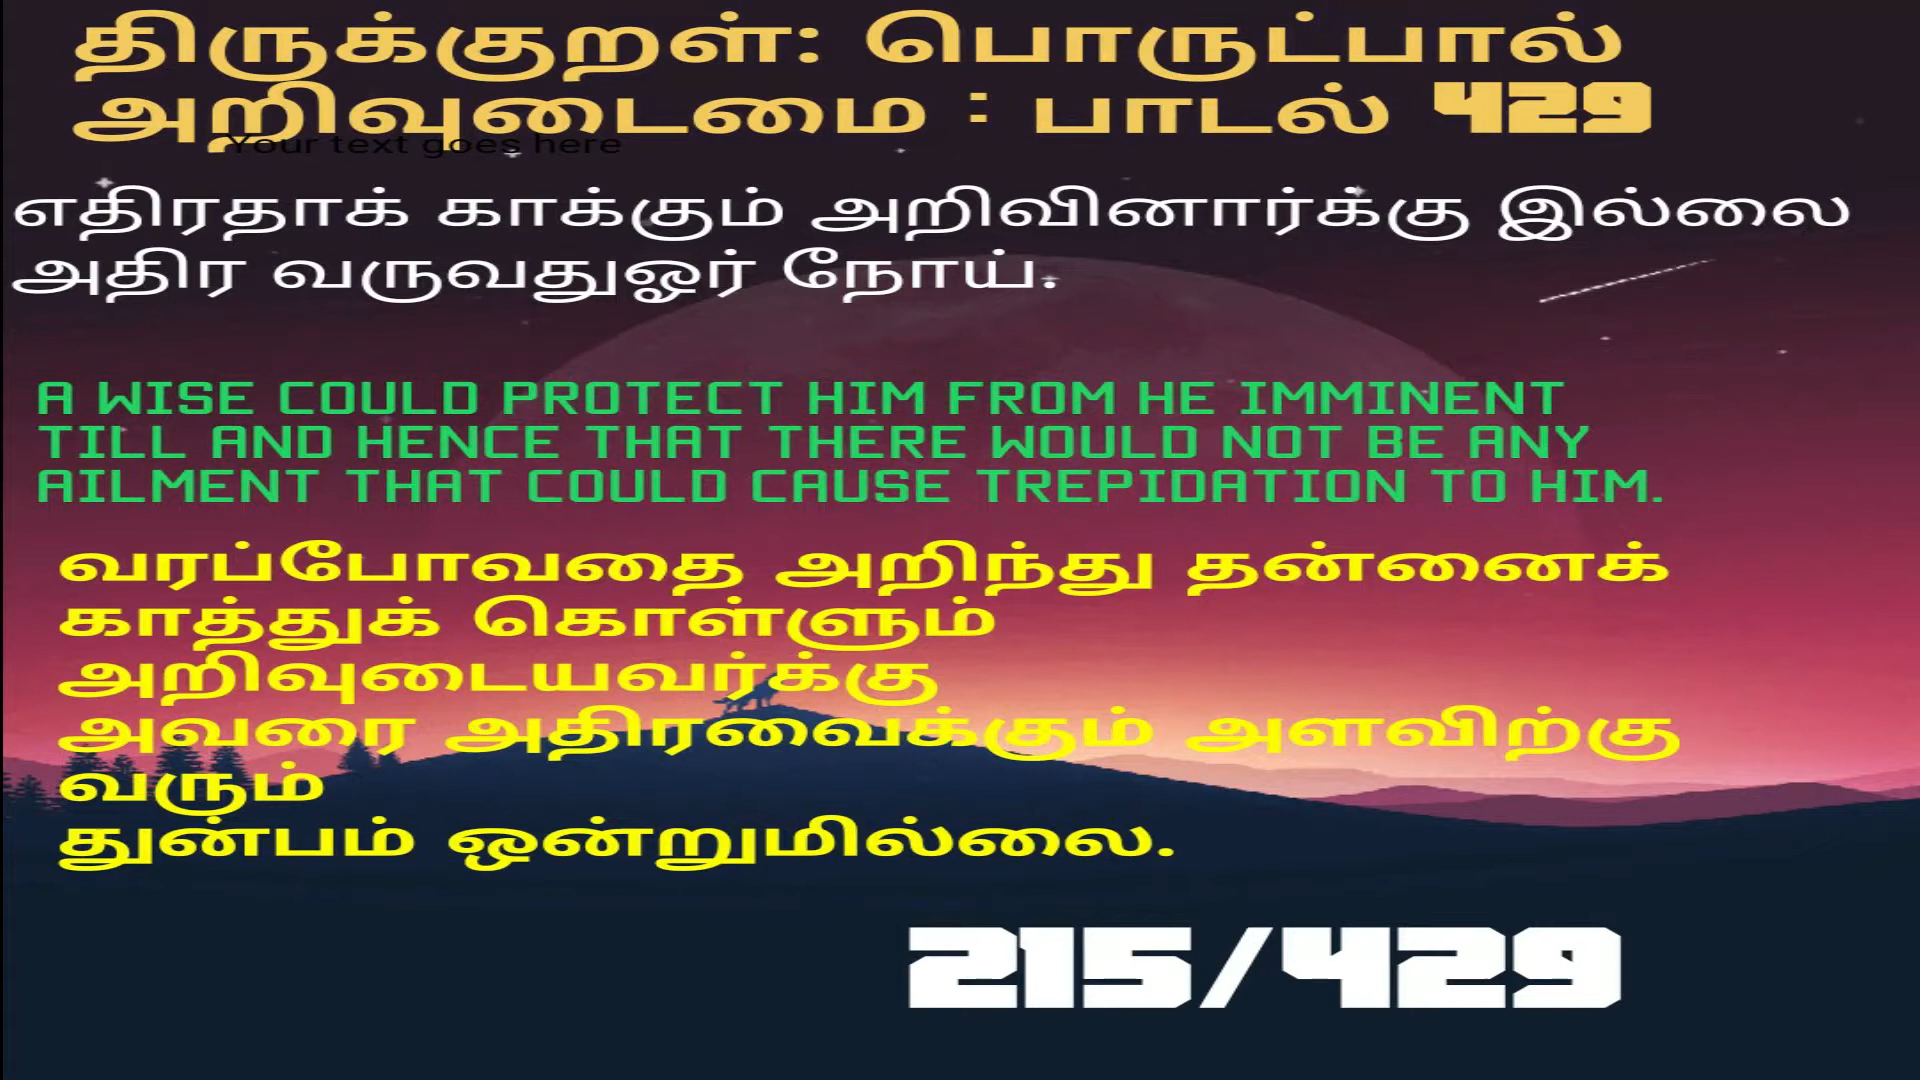 திருக்குறள்: பொருட்பால்
அறிவுடைமை : பாடல் 429
Your text goes here
எதிரதாக் காக்கும் அறிவினார்க்கு இல்லை
அதிர வருவதுஓர் நோய்.
A WISE COULD PROTECT HIM FROM HE IMMINENT
TILL AND HENCE THAT THERE WOULD NOT BE ANY
AILMENT THAT COULD CAUSE TREPIDATION TO HIM.
வரப்போவதை அறிந்து தன்னைக்
காத்துக் கொள்ளும்
அறிவுடையவர்க்கு
அவரை அதிரவைக்கும் அளவிற்கு
வரும்
துன்பம் ஒன்றுமில்லை.
215/429